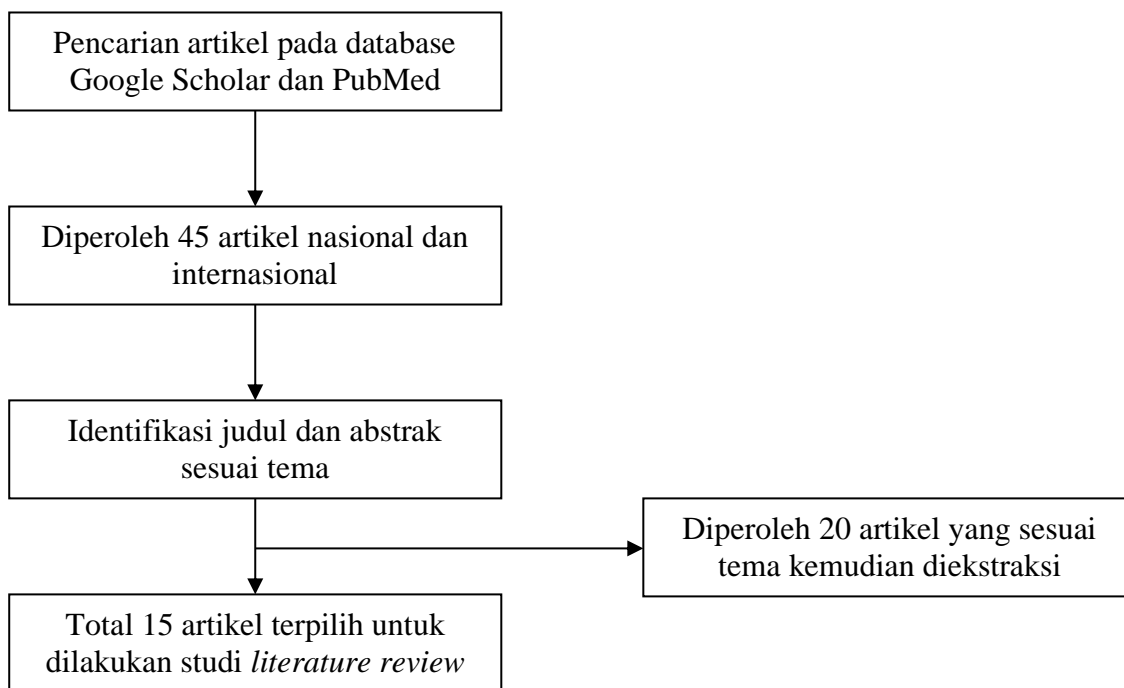 Pencarian artikel pada database
Google Scholar dan PubMed
Diperoleh 45 artikel nasional dan
internasional
Identifikasi judul dan abstrak
sesuai tema
Diperoleh 20 artikel yang sesuai
tema kemudian diekstraksi
Total 15 artikel terpilih untuk
dilakukan studi literature review